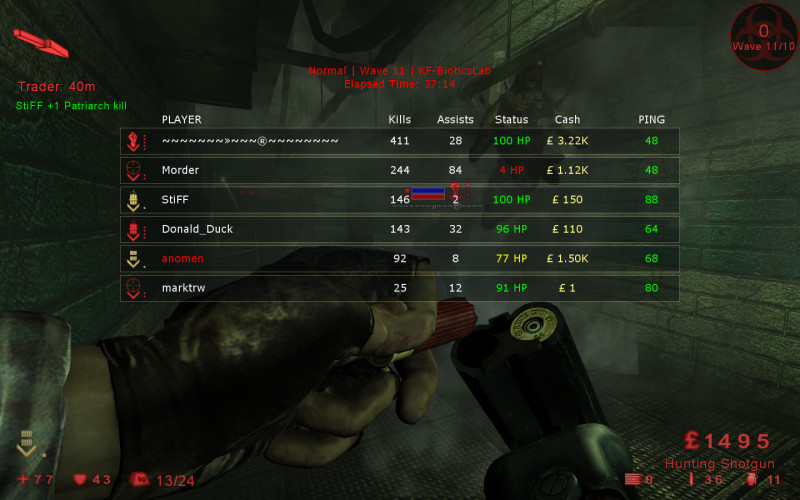 0
Wave 11/10
Normal | Wave 11 | KF-BioticsLab
Elapsed Time: 37:14
Trader: 40m
StiFF +1 Patriarch kill
PLAYER Kills Assists Status Cash PING
~~~~~~~»~~~®~~~~~~~~ 411 28 100 HP £ 3.22K 48
Morder 244 84 4 HP £ 1.12K 48
StiFF 146 2 100 HP £ 150 88
Donald_Duck 143 32 96 HP £ 110 64
anomen 92 8 77 HP £ 1.50K 68
marktrw 25 12 91 HP £ 1 80
£1495
Hunting Shotgun
+77 43 13/24 9 36 11